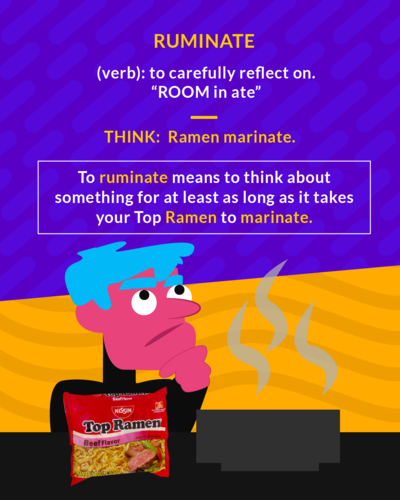 RUMINATE
(verb): to carefully reflect on.
“ROOM in ate”
THINK: Ramen marinate.
To ruminate means to think about
something for at least as long as it takes
your Top Ramen to marinate.
NISSIN
Top Ramen
Beef Flavor